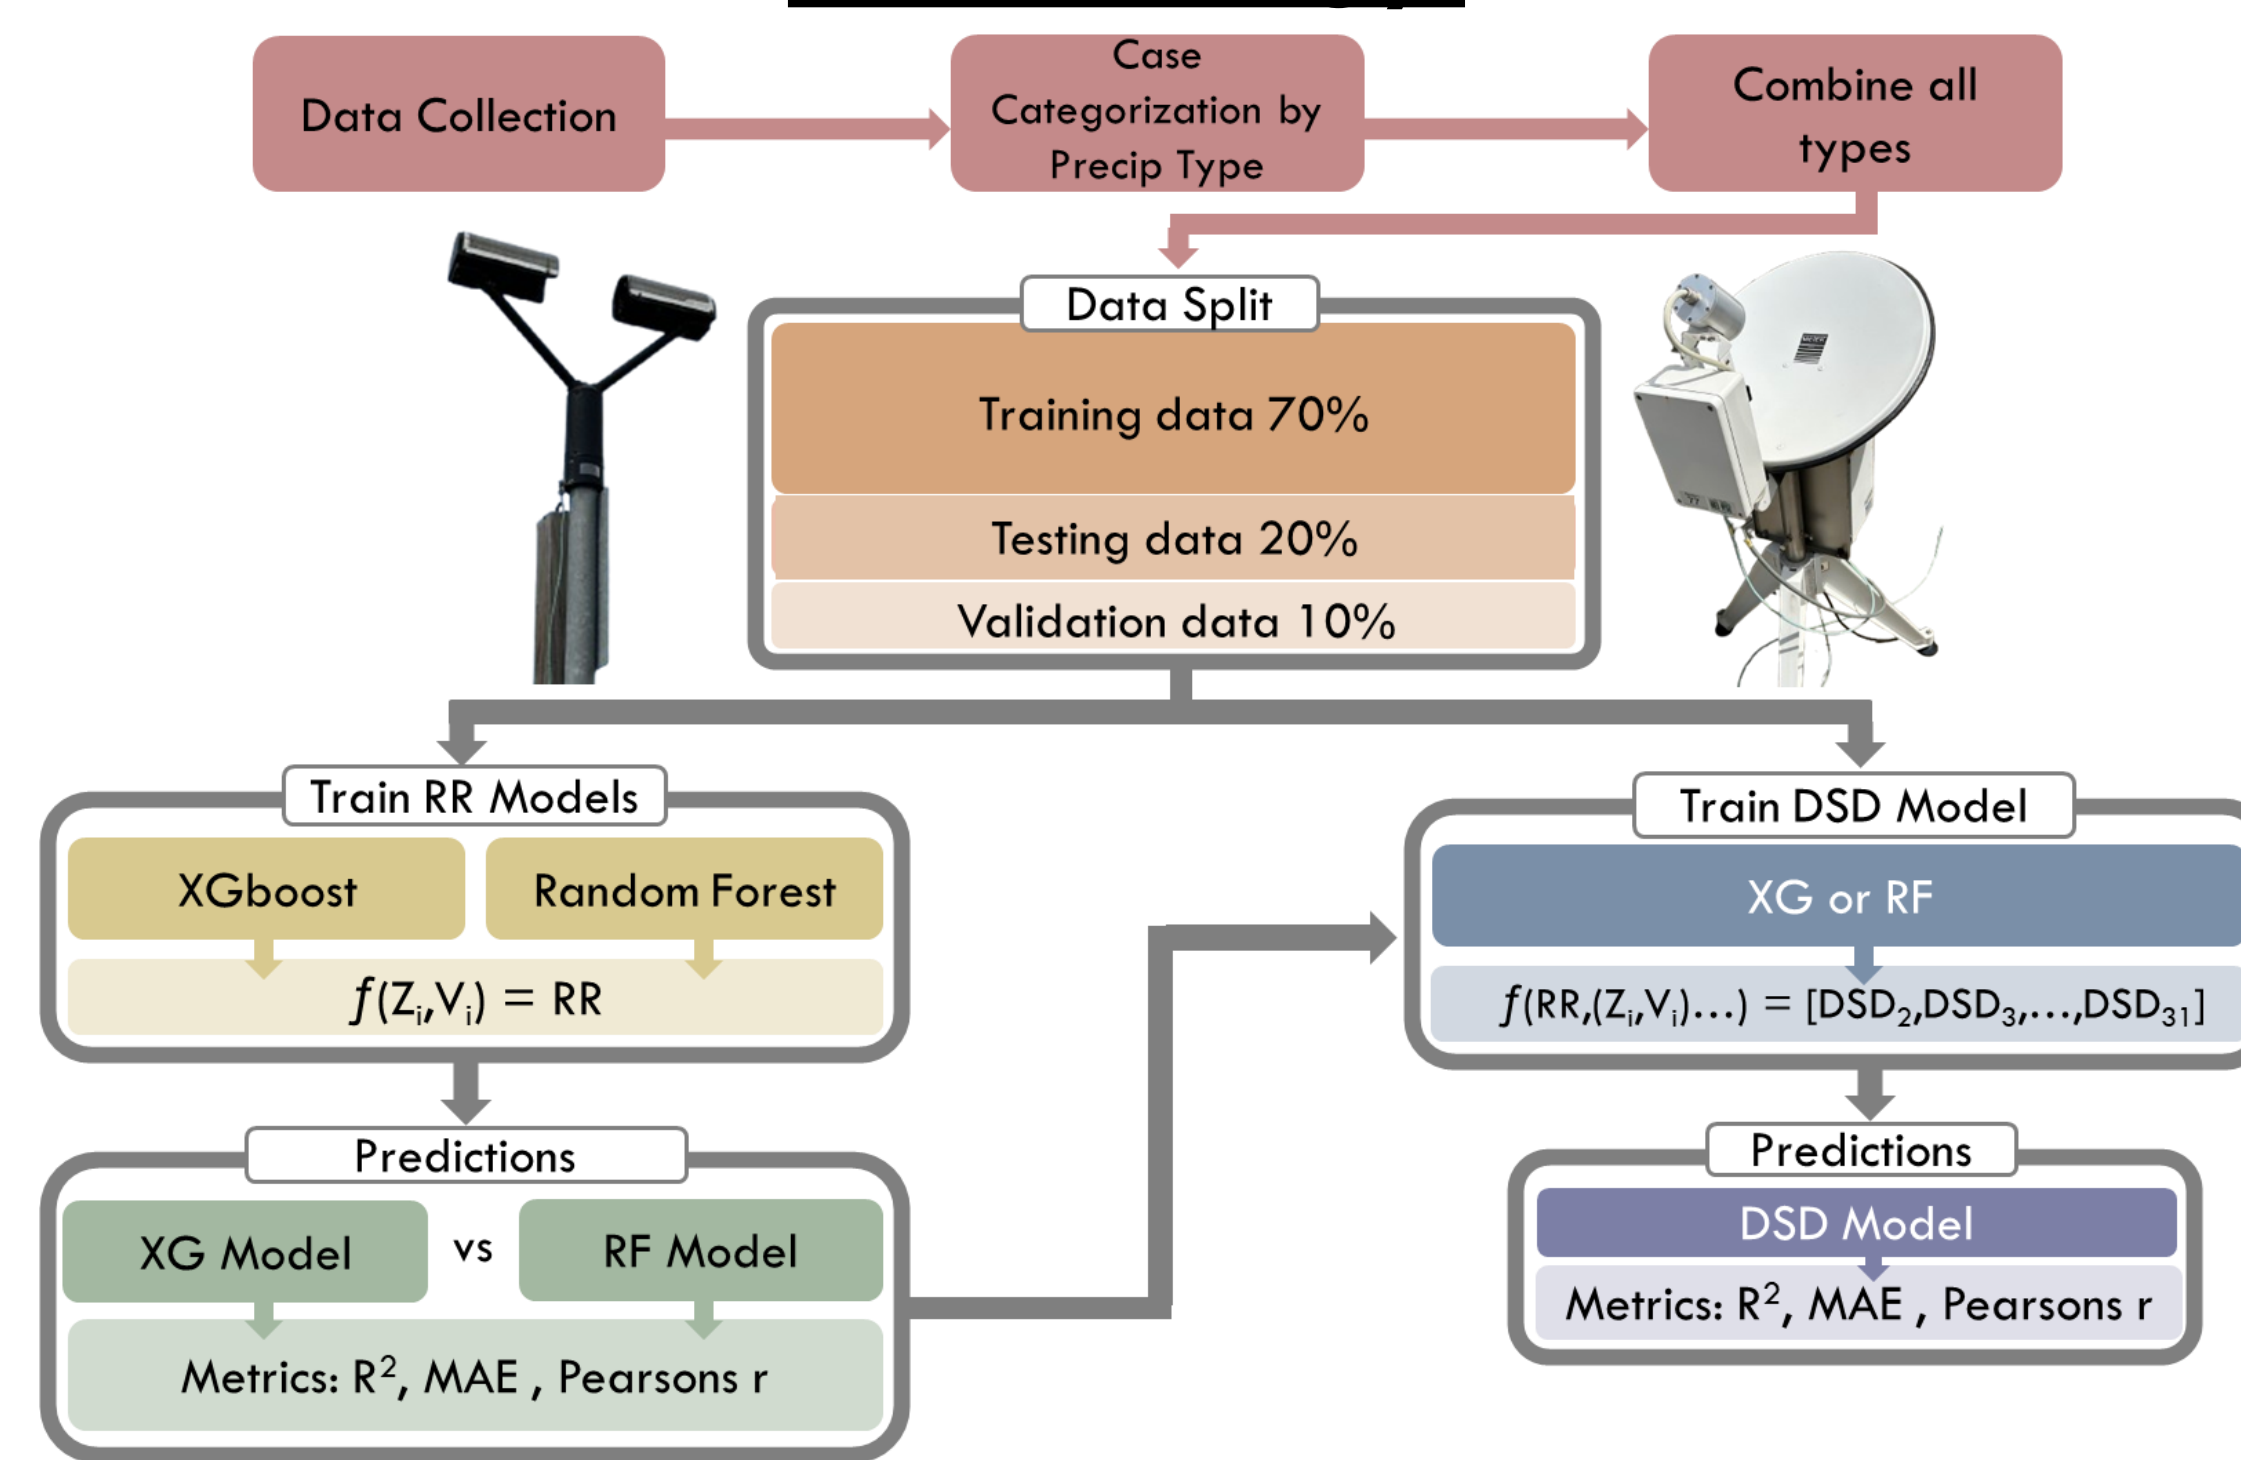 Data Collection
Case
Categorization by
Precip Type
Combine all
types
Data Split
Training data 70%
Testing data 20%
Validation data 10%
Train RR Models
XGboost
Random Forest
f(Zᵢ,Vᵢ) = RR
Predictions
XG Model
vs
RF Model
Metrics: R², MAE , Pearsons r
Train DSD Model
XG or RF
f(RR,(Zᵢ,Vᵢ)...) = [DSD₂,DSD₃,...,DSD₃₁]
Predictions
DSD Model
Metrics: R², MAE , Pearsons r